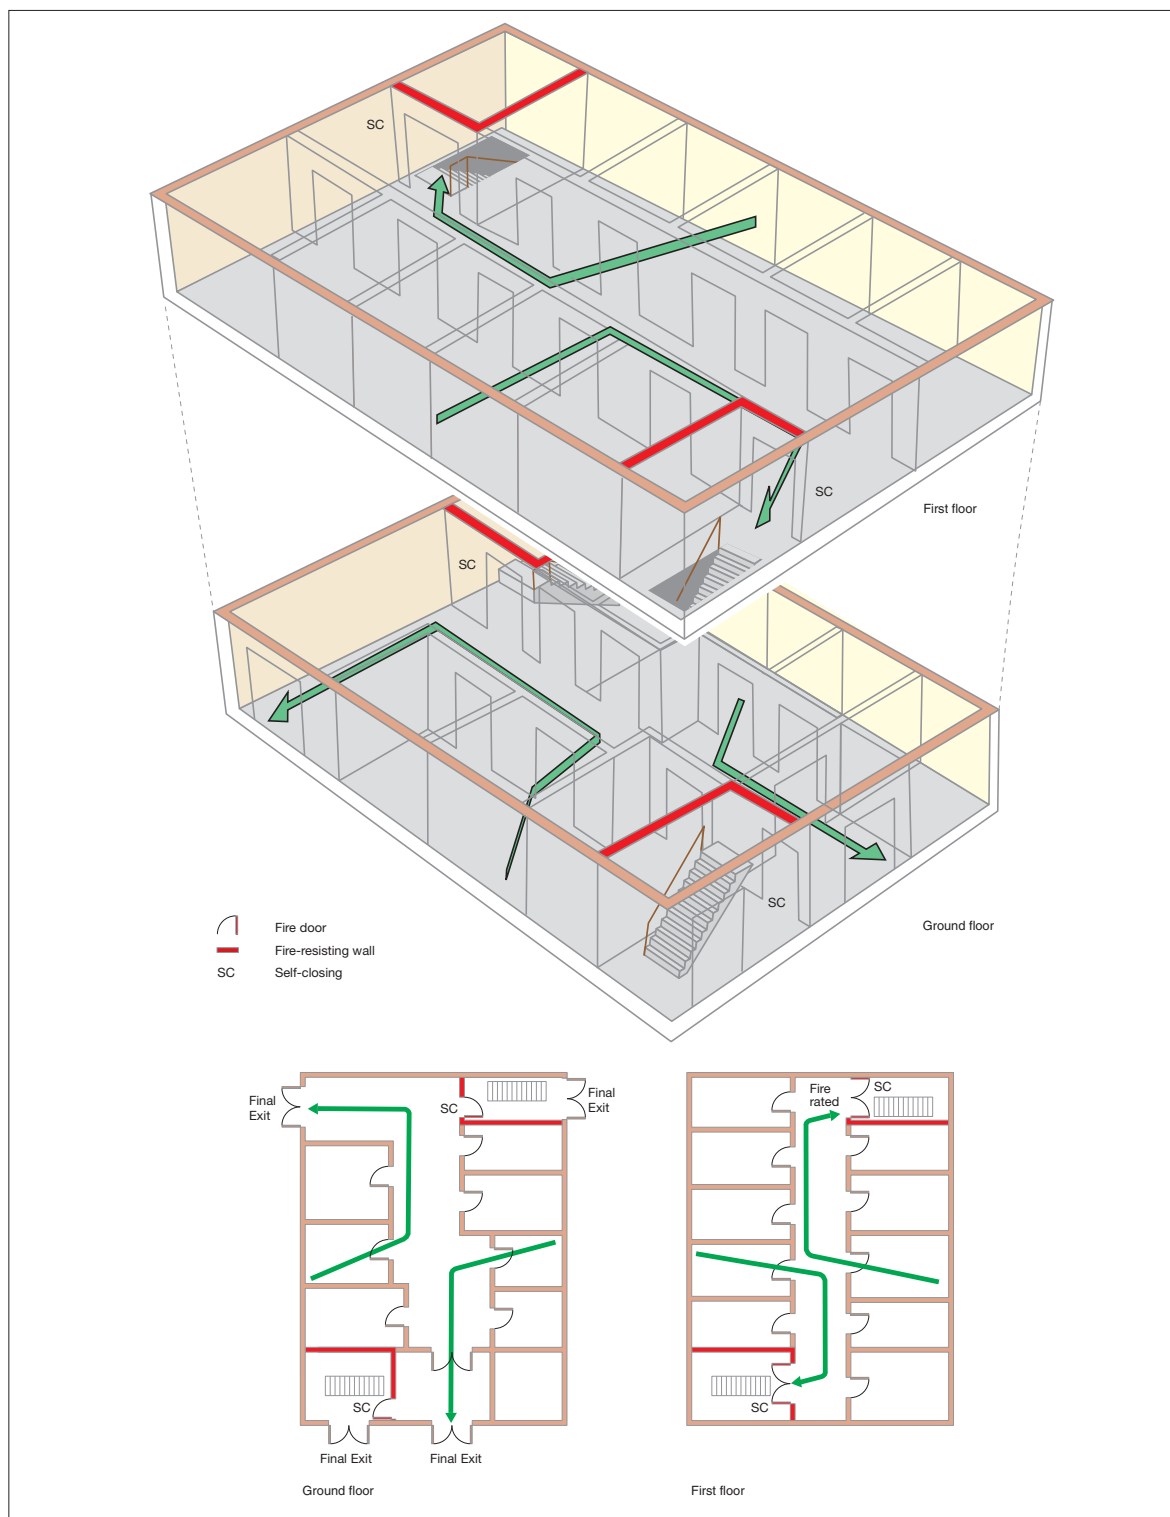 SC
SC
First floor
SC
SC
Ground floor
Fire door
Fire-resisting wall
SC Self-closing
Final
Exit
SC
Final
Exit
SC
Final Exit
Final Exit
Ground floor
Fire
rated
SC
SC
First floor